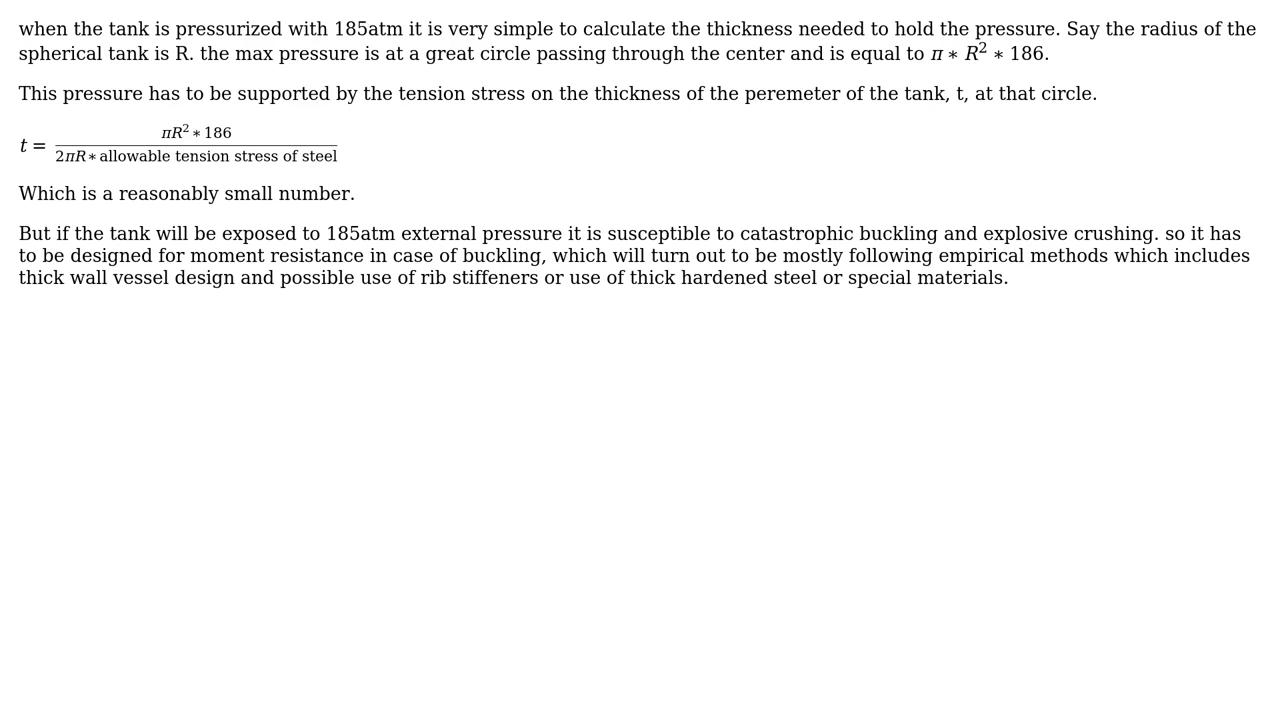 when the tank is pressurized with 185atm it is very simple to calculate the thickness needed to hold the pressure. Say the radius of the
spherical tank is R. the max pressure is at a great circle passing through the center and is equal to π ∗ R² ∗ 186.
This pressure has to be supported by the tension stress on the thickness of the peremeter of the tank, t, at that circle.
t = πR²∗186 / 2πR∗allowable tension stress of steel
Which is a reasonably small number.
But if the tank will be exposed to 185atm external pressure it is susceptible to catastrophic buckling and explosive crushing. so it has
to be designed for moment resistance in case of buckling, which will turn out to be mostly following empirical methods which includes
thick wall vessel design and possible use of rib stiffeners or use of thick hardened steel or special materials.